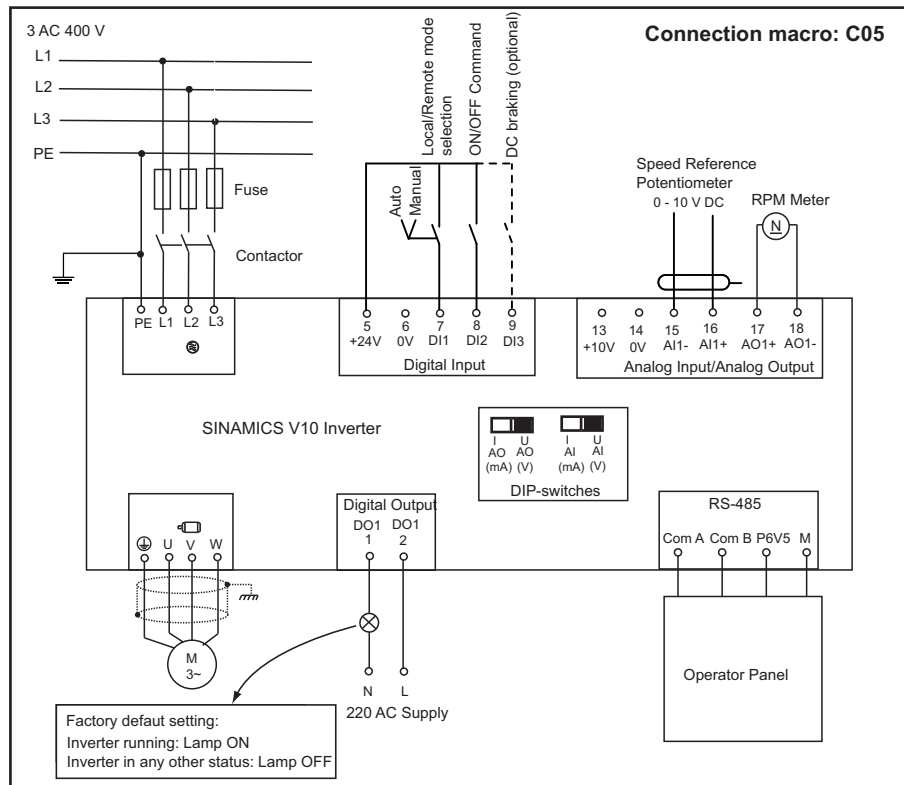 3 AC 400 V
Connection macro: C05
L1
L2
L3
PE
Fuse
Contactor
Auto
Manual
Local/Remote mode
selection
ON/OFF Command
DC braking (optional)
Speed Reference
Potentiometer
0 - 10 V DC
RPM Meter
N
PE L1 L2 L3
5 6 7 8 9
+24V 0V DI1 DI2 DI3
Digital Input
13 14 15 16 17 18
+10V 0V AI1- AI1+ AO1+ AO1-
Analog Input/Analog Output
SINAMICS V10 Inverter
I U I U
AO AO AI AI
(mA) (V) (mA) (V)
DIP-switches
U V W
Digital Output
DO1 DO1
1 2
RS-485
Com A Com B P6V5 M
M
3~
N L
220 AC Supply
Operator Panel
Factory defaut setting:
Inverter running: Lamp ON
Inverter in any other status: Lamp OFF